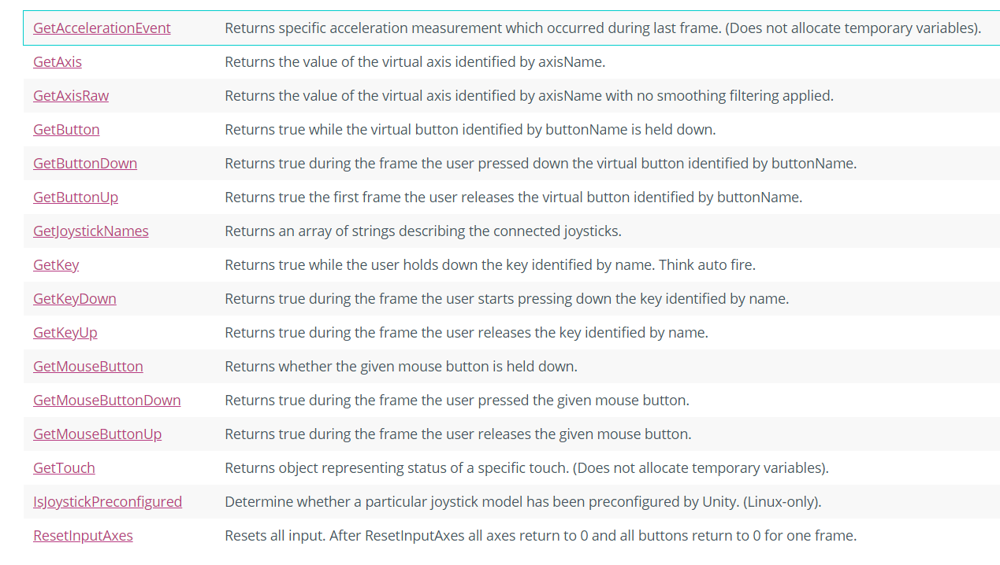 GetAccelerationEvent Returns specific acceleration measurement which occurred during last frame. (Does not allocate temporary variables).
GetAxis Returns the value of the virtual axis identified by axisName.
GetAxisRaw Returns the value of the virtual axis identified by axisName with no smoothing filtering applied.
GetButton Returns true while the virtual button identified by buttonName is held down.
GetButtonDown Returns true during the frame the user pressed down the virtual button identified by buttonName.
GetButtonUp Returns true the first frame the user releases the virtual button identified by buttonName.
GetJoystickNames Returns an array of strings describing the connected joysticks.
GetKey Returns true while the user holds down the key identified by name. Think auto fire.
GetKeyDown Returns true during the frame the user starts pressing down the key identified by name.
GetKeyUp Returns true during the frame the user releases the key identified by name.
GetMouseButton Returns whether the given mouse button is held down.
GetMouseButtonDown Returns true during the frame the user pressed the given mouse button.
GetMouseButtonUp Returns true during the frame the user releases the given mouse button.
GetTouch Returns object representing status of a specific touch. (Does not allocate temporary variables).
IsJoystickPreconfigured Determine whether a particular joystick model has been preconfigured by Unity. (Linux-only).
ResetInputAxes Resets all input. After ResetInputAxes all axes return to 0 and all buttons return to 0 for one frame.